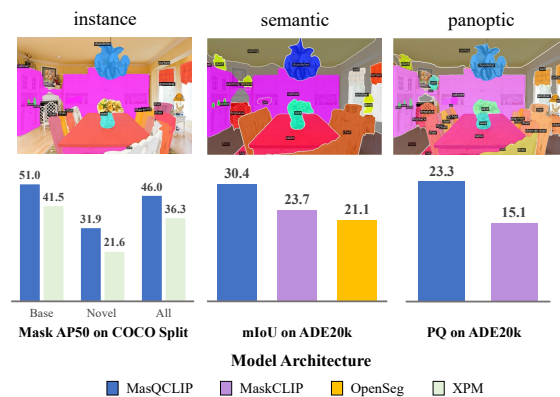 instance semantic panoptic
51.0 41.5 31.9 21.6 46.0 36.3
30.4 23.7 21.1
23.3 15.1
Base Novel All
Mask AP50 on COCO Split mIoU on ADE20k PQ on ADE20k
Model Architecture
MasQCLIP MaskCLIP OpenSeg XPM